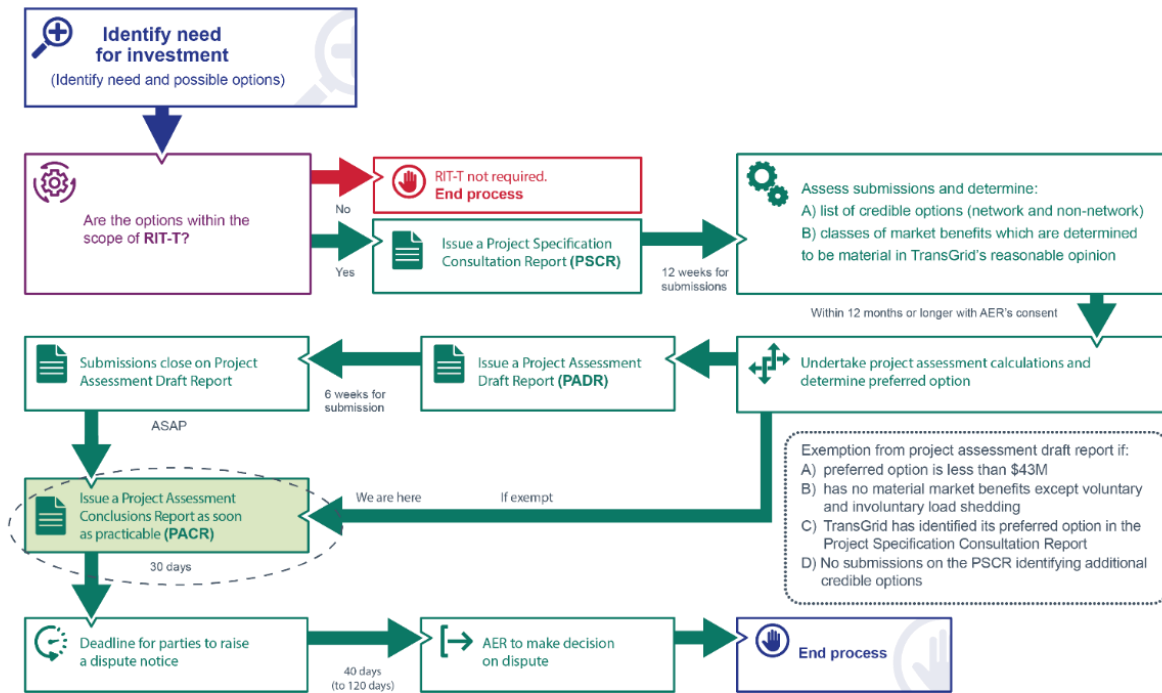 Identify need
for investment
(Identify need and possible options)
Are the options within the
scope of RIT-T?
No
RIT-T not required.
End process
Yes
Issue a Project Specification
Consultation Report (PSCR)
12 weeks for
submissions
Assess submissions and determine:
A) list of credible options (network and non-network)
B) classes of market benefits which are determined
to be material in TransGrid's reasonable opinion
Within 12 months or longer with AER's consent
Undertake project assessment calculations and
determine preferred option
Issue a Project Assessment
Draft Report (PADR)
6 weeks for
submission
Submissions close on Project
Assessment Draft Report
ASAP
Exemption from project assessment draft report if:
A) preferred option is less than $43M
B) has no material market benefits except voluntary
and involuntary load shedding
C) TransGrid has identified its preferred option in the
Project Specification Consultation Report
D) No submissions on the PSCR identifying additional
credible options
If exempt
We are here
Issue a Project Assessment
Conclusions Report as soon
as practicable (PACR)
30 days
Deadline for parties to raise
a dispute notice
40 days
(to 120 days)
AER to make decision
on dispute
End process